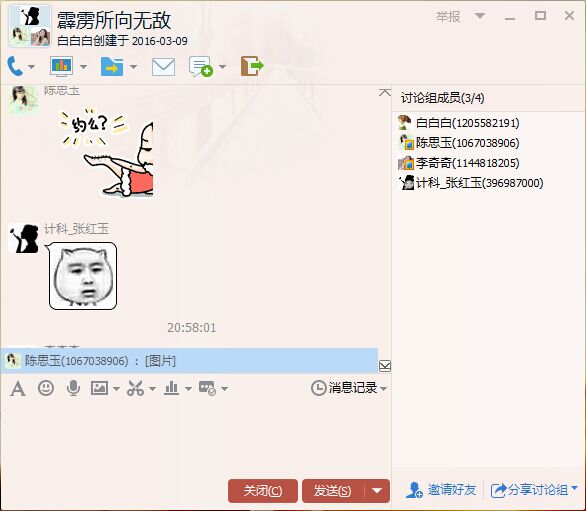 霹雳所向无敌
白白白创建于 2016-03-09
举报
陈思玉
约么?
计科_张红玉
20:58:01
陈思玉(1067038906) : [图片]
消息记录
关闭(C)
发送(S)
讨论组成员(3/4)
白白白(1205582191)
陈思玉(1067038906)
李奇奇(1144818205)
计科_张红玉(396987000)
邀请好友
分享讨论组